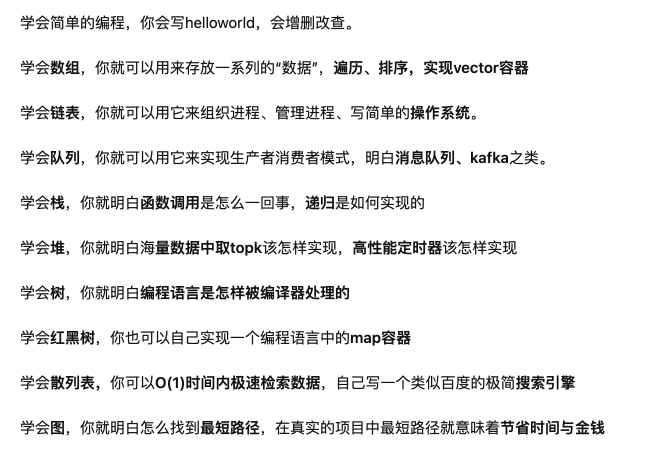 学会简单的编程，你会写helloworld，会增删改查。
学会数组，你就可以用来存放一系列的“数据”，遍历、排序，实现vector容器
学会链表，你就可以用它来组织进程、管理进程、写简单的操作系统。
学会队列，你就可以用它来实现生产者消费者模式，明白消息队列、kafka之类。
学会栈，你就明白函数调用是怎么一回事，递归是如何实现的
学会堆，你就明白海量数据中取topk该怎样实现，高性能定时器该怎样实现
学会树，你就明白编程语言是怎样被编译器处理的
学会红黑树，你也可以自己实现一个编程语言中的map容器
学会散列表，你可以O(1)时间内极速检索数据，自己写一个类似百度的极简搜索引擎
学会图，你就明白怎么找到最短路径，在真实的项目中最短路径就意味着节省时间与金钱